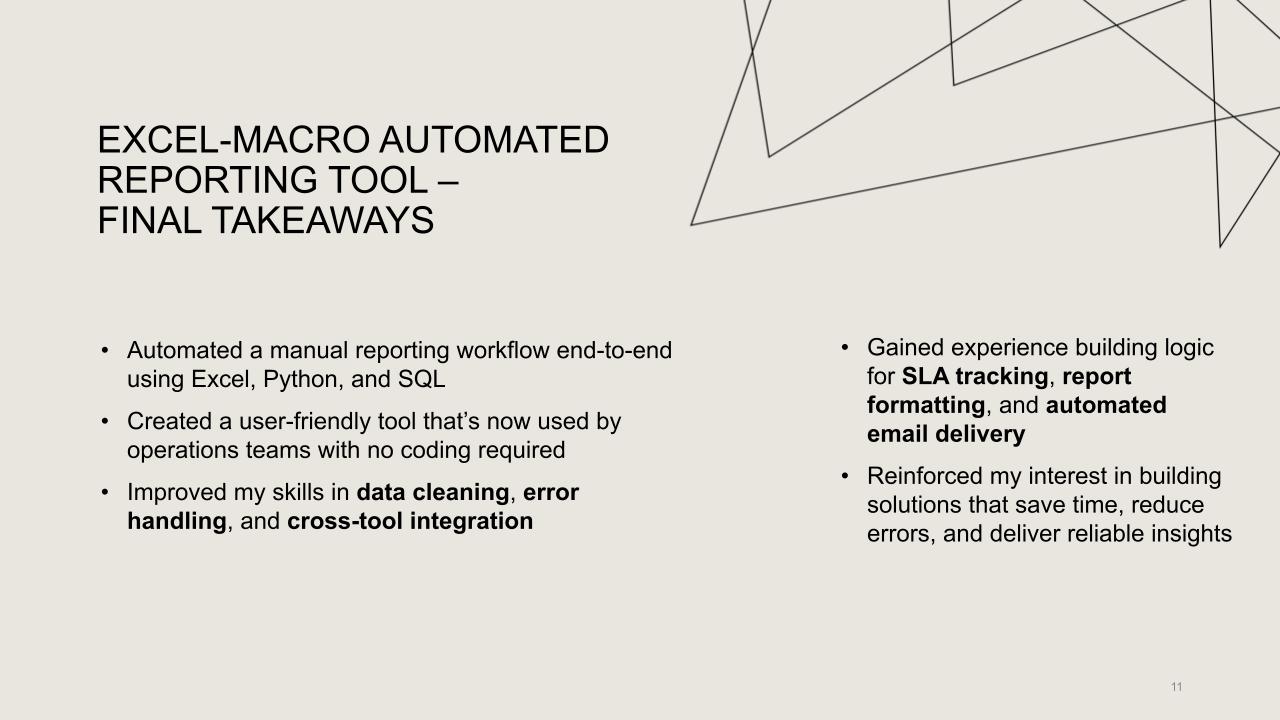 EXCEL-MACRO AUTOMATED
REPORTING TOOL –
FINAL TAKEAWAYS
• Automated a manual reporting workflow end-to-end
using Excel, Python, and SQL
• Created a user-friendly tool that’s now used by
operations teams with no coding required
• Improved my skills in data cleaning, error
handling, and cross-tool integration
• Gained experience building logic
for SLA tracking, report
formatting, and automated
email delivery
• Reinforced my interest in building
solutions that save time, reduce
errors, and deliver reliable insights
11